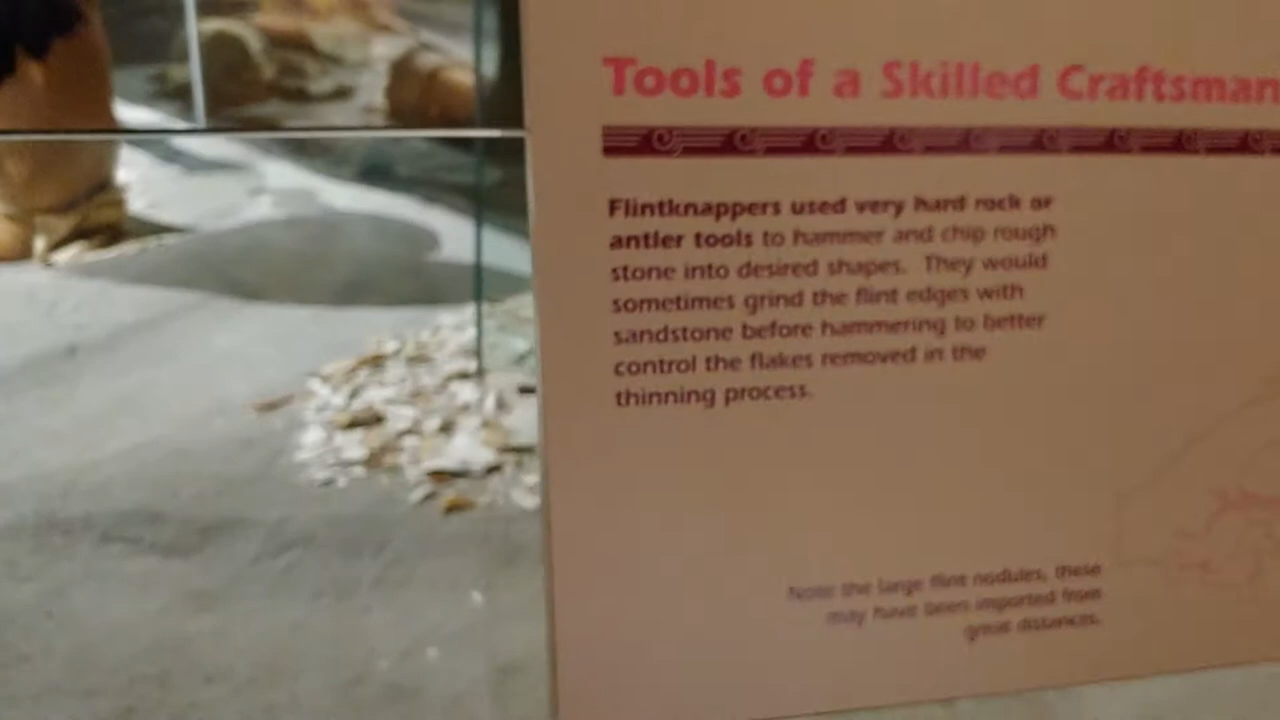 Tools of a Skilled Craftsman
Flintknappers used very hard rock or
antler tools to hammer and chip rough
stone into desired shapes. They would
sometimes grind the flint edges with
sandstone before hammering to better
control the flakes removed in the
thinning process.
Note the large flint nodules, these
may have been imported from
great distances.